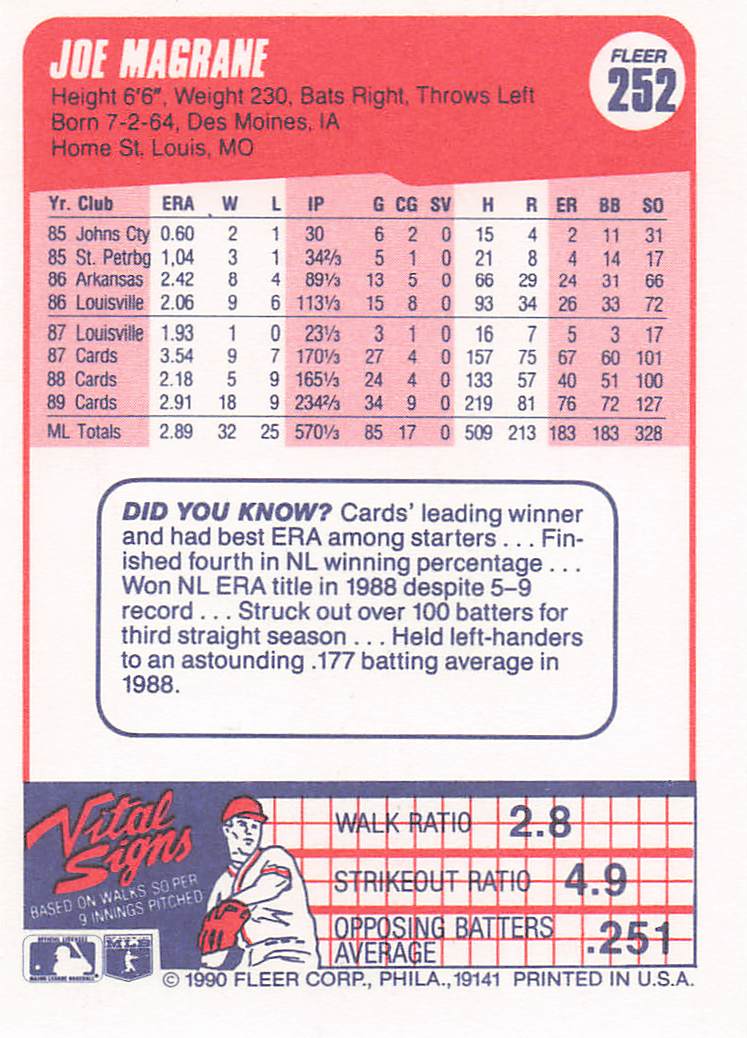 JOE MAGRANE
FLEER
252
Height 6'6", Weight 230, Bats Right, Throws Left
Born 7-2-64, Des Moines, IA
Home St. Louis, MO
Yr. Club ERA W L IP G CG SV H R ER BB SO
85 Johns Cty 0.60 2 1 30 6 2 0 15 4 2 11 31
85 St. Petrbg 1,04 3 1 34⅔ 5 1 0 21 8 4 14 17
86 Arkansas 2.42 8 4 89⅓ 13 5 0 66 29 24 31 66
86 Louisville 2.06 9 6 113⅓ 15 8 0 93 34 26 33 72
87 Louisville 1.93 1 0 23⅓ 3 1 0 16 7 5 3 17
87 Cards 3.54 9 7 170⅓ 27 4 0 157 75 67 60 101
88 Cards 2.18 5 9 165⅓ 24 4 0 133 57 40 51 100
89 Cards 2.91 18 9 234⅔ 34 9 0 219 81 76 72 127
ML Totals 2.89 32 25 570⅓ 85 17 0 509 213 183 183 328
DID YOU KNOW? Cards' leading winner
and had best ERA among starters . . . Fin-
ished fourth in NL winning percentage . . .
Won NL ERA title in 1988 despite 5–9
record . . . Struck out over 100 batters for
third straight season . . . Held left-handers
to an astounding .177 batting average in
1988.
Vital
Signs
BASED ON WALKS SO PER
9 INNINGS PITCHED
WALK RATIO 2.8
STRIKEOUT RATIO 4.9
OPPOSING BATTERS
AVERAGE .251
MLB
© 1990 FLEER CORP., PHILA., 19141 PRINTED IN U.S.A.